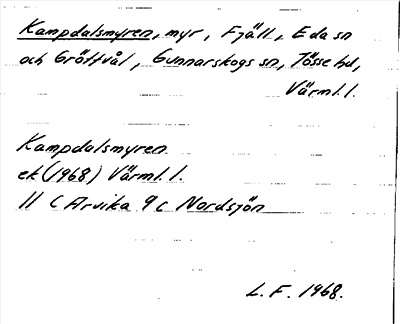 Kampdalsmyren, myr, Fjäll, Eda sn
och Gröttvål, Gunnarskogs sn, Jösse hd,
Värml. l.
Kampdalsmyren
ek (1968) Värml. l.
11 C Arvika 9 c Nordsjön
L. F. 1968.